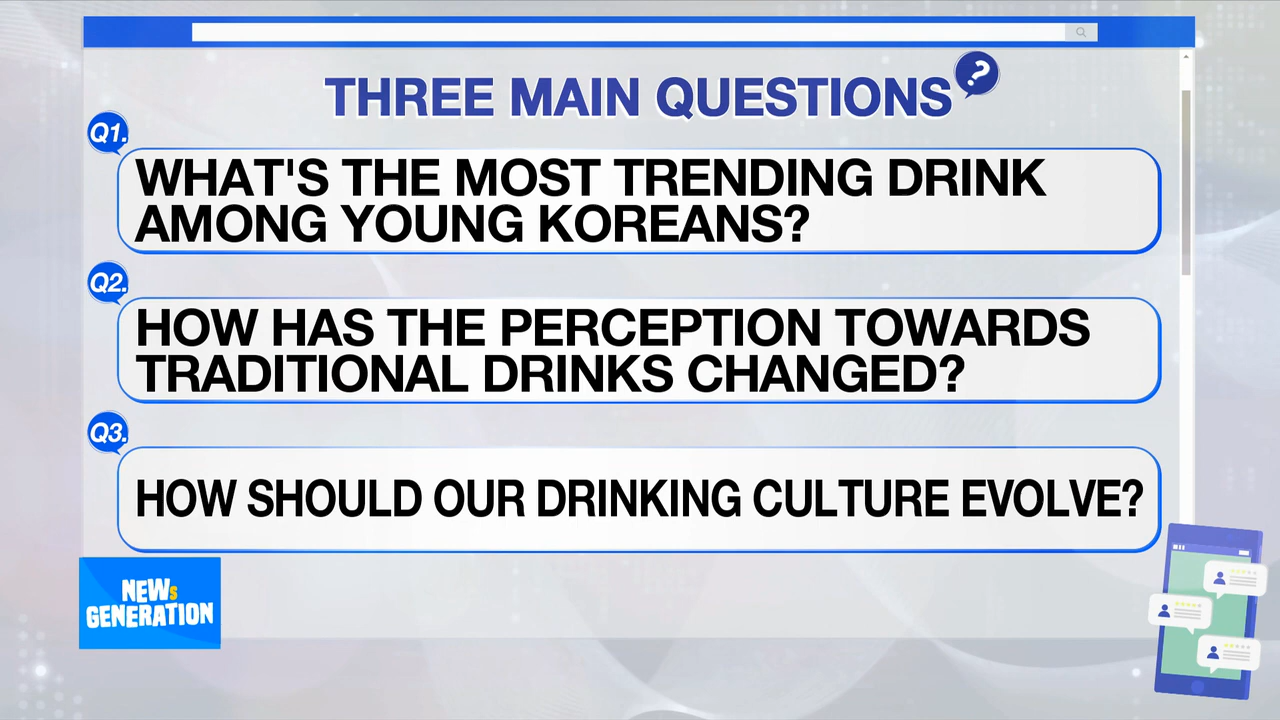 THREE MAIN QUESTIONS ?
Q1.
WHAT'S THE MOST TRENDING DRINK
AMONG YOUNG KOREANS?
Q2.
HOW HAS THE PERCEPTION TOWARDS
TRADITIONAL DRINKS CHANGED?
Q3.
HOW SHOULD OUR DRINKING CULTURE EVOLVE?
NEWs
GENERATION